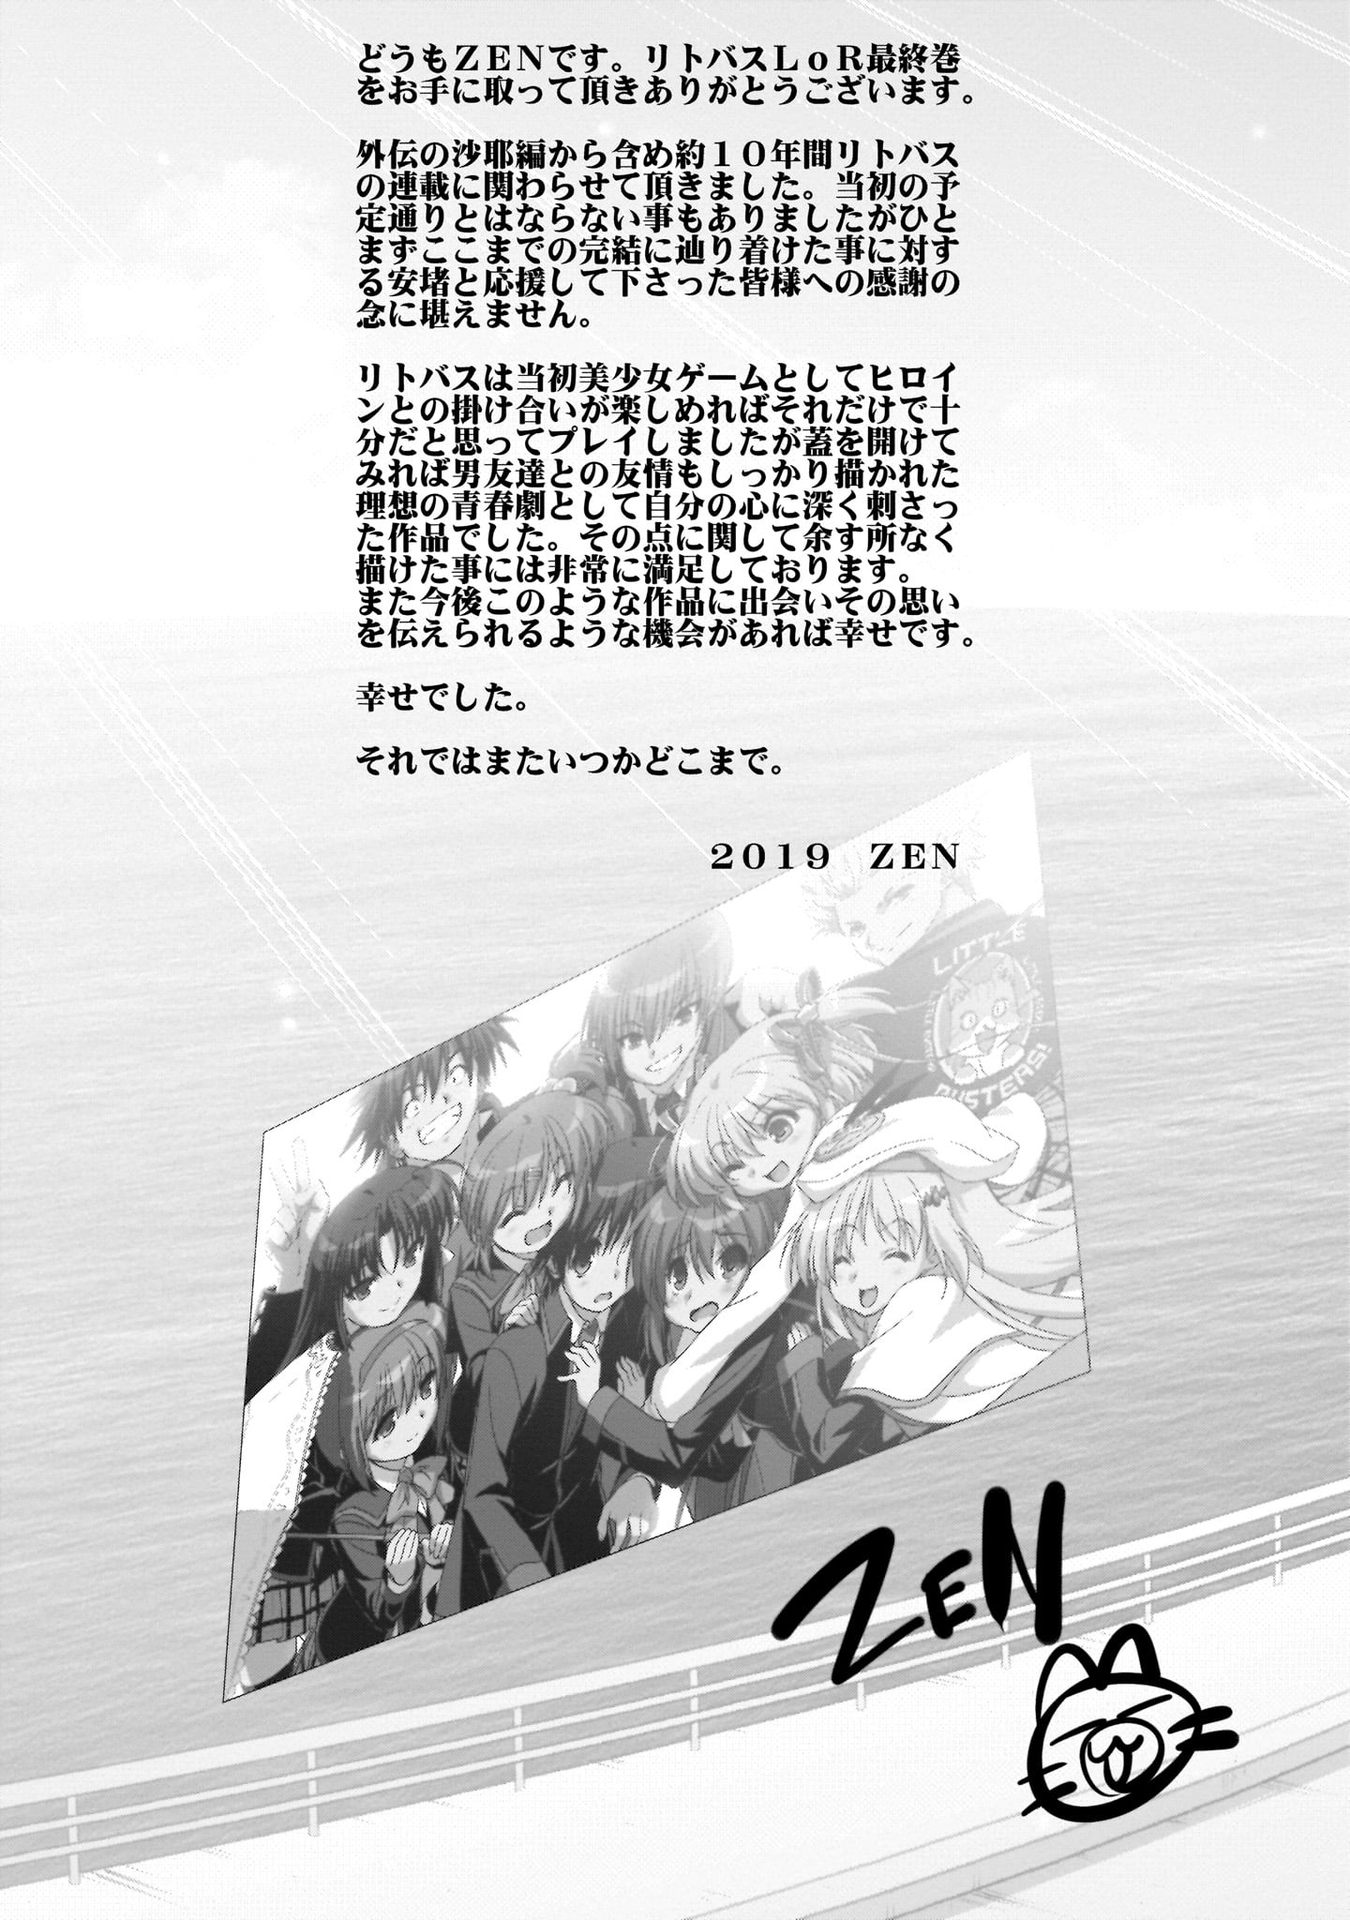 どうもＺＥＮです。リトバスＬｏＲ最終巻
をお手に取って頂きありがとうございます。
外伝の沙耶編から含め約１０年間リトバス
の連載に関わらせて頂きました。当初の予
定通りとはならない事もありましたがひと
まずここまでの完結に辿り着けた事に対す
る安堵と応援して下さった皆様への感謝の
念に堪えません。
リトバスは当初美少女ゲームとしてヒロイ
ンとの掛け合いが楽しめればそれだけで十
分だと思ってプレイしましたが蓋を開けて
みれば男友達との友情もしっかり描かれた
理想の青春劇として自分の心に深く刺さっ
た作品でした。その点に関して余す所なく
描けた事には非常に満足しております。
また今後このような作品に出会いその思い
を伝えられるような機会があれば幸せです。
幸せでした。
それではまたいつかどこまで。
２０１９　ＺＥＮ
LITTLE
BUSTERS!
ZEN